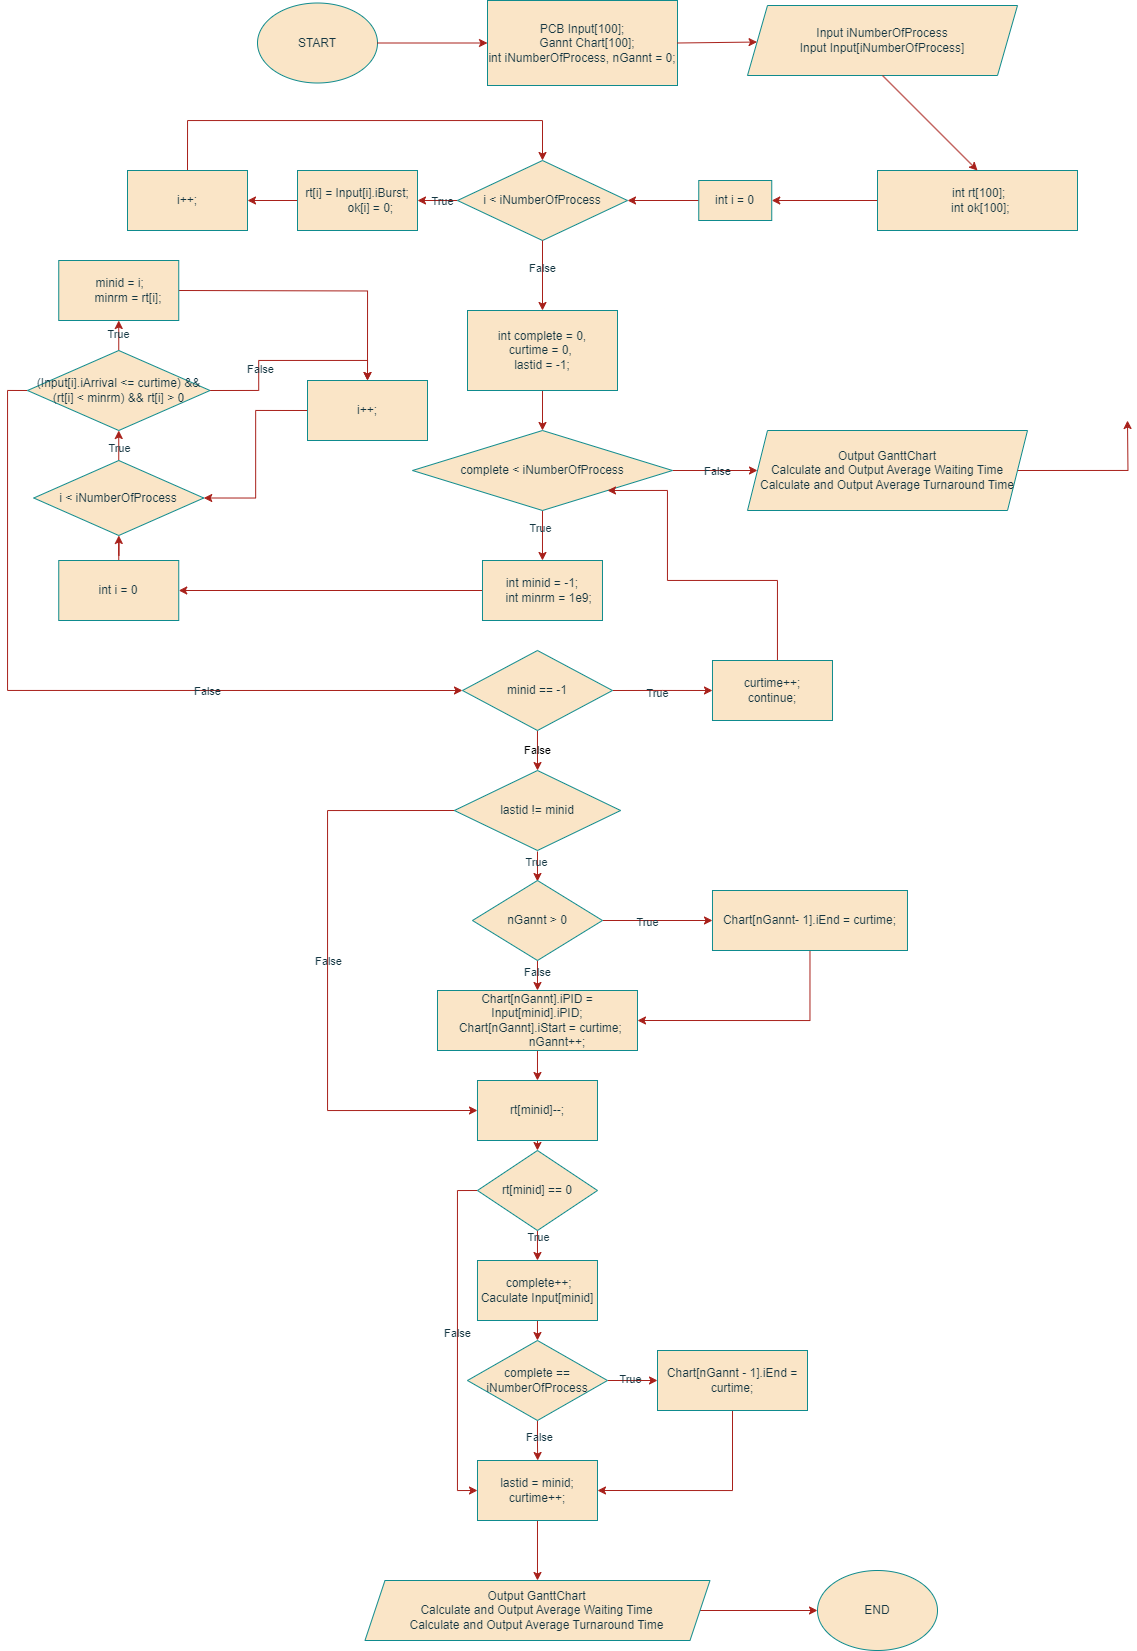 START
PCB Input[100];
Gannt Chart[100];
int iNumberOfProcess, nGannt = 0;
Input iNumberOfProcess
Input Input[iNumberOfProcess]
int rt[100];
int ok[100];
int i = 0
i < iNumberOfProcess
True
rt[i] = Input[i].iBurst;
ok[i] = 0;
i++;
False
int complete = 0,
curtime = 0,
lastid = -1;
complete < iNumberOfProcess
False
Output GanttChart
Calculate and Output Average Waiting Time
Calculate and Output Average Turnaround Time
True
int minid = -1;
int minrm = 1e9;
int i = 0
i < iNumberOfProcess
True
(Input[i].iArrival <= curtime) &&
(rt[i] < minrm) && rt[i] > 0
True
minid = i;
minrm = rt[i];
False
i++;
False
minid == -1
True
curtime++;
continue;
False
lastid != minid
True
False
nGannt > 0
True
Chart[nGannt- 1].iEnd = curtime;
False
Chart[nGannt].iPID =
Input[minid].iPID;
Chart[nGannt].iStart = curtime;
nGannt++;
rt[minid]--;
rt[minid] == 0
True
False
complete++;
Caculate Input[minid]
complete ==
iNumberOfProcess
True
Chart[nGannt - 1].iEnd =
curtime;
False
lastid = minid;
curtime++;
Output GanttChart
Calculate and Output Average Waiting Time
Calculate and Output Average Turnaround Time
END